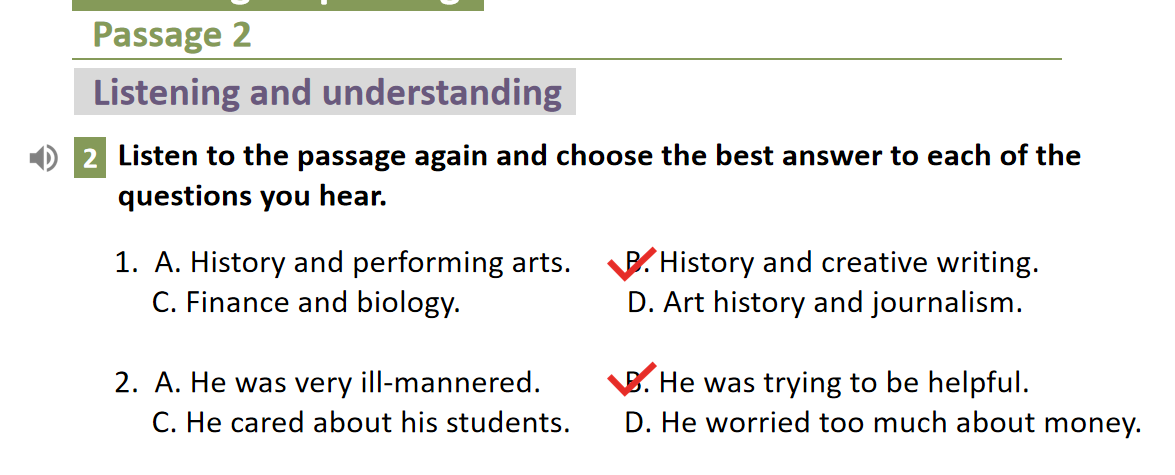 Passage 2
Listening and understanding
2 Listen to the passage again and choose the best answer to each of the
questions you hear.
1. A. History and performing arts. B. History and creative writing.
C. Finance and biology. D. Art history and journalism.
2. A. He was very ill-mannered. B. He was trying to be helpful.
C. He cared about his students. D. He worried too much about money.